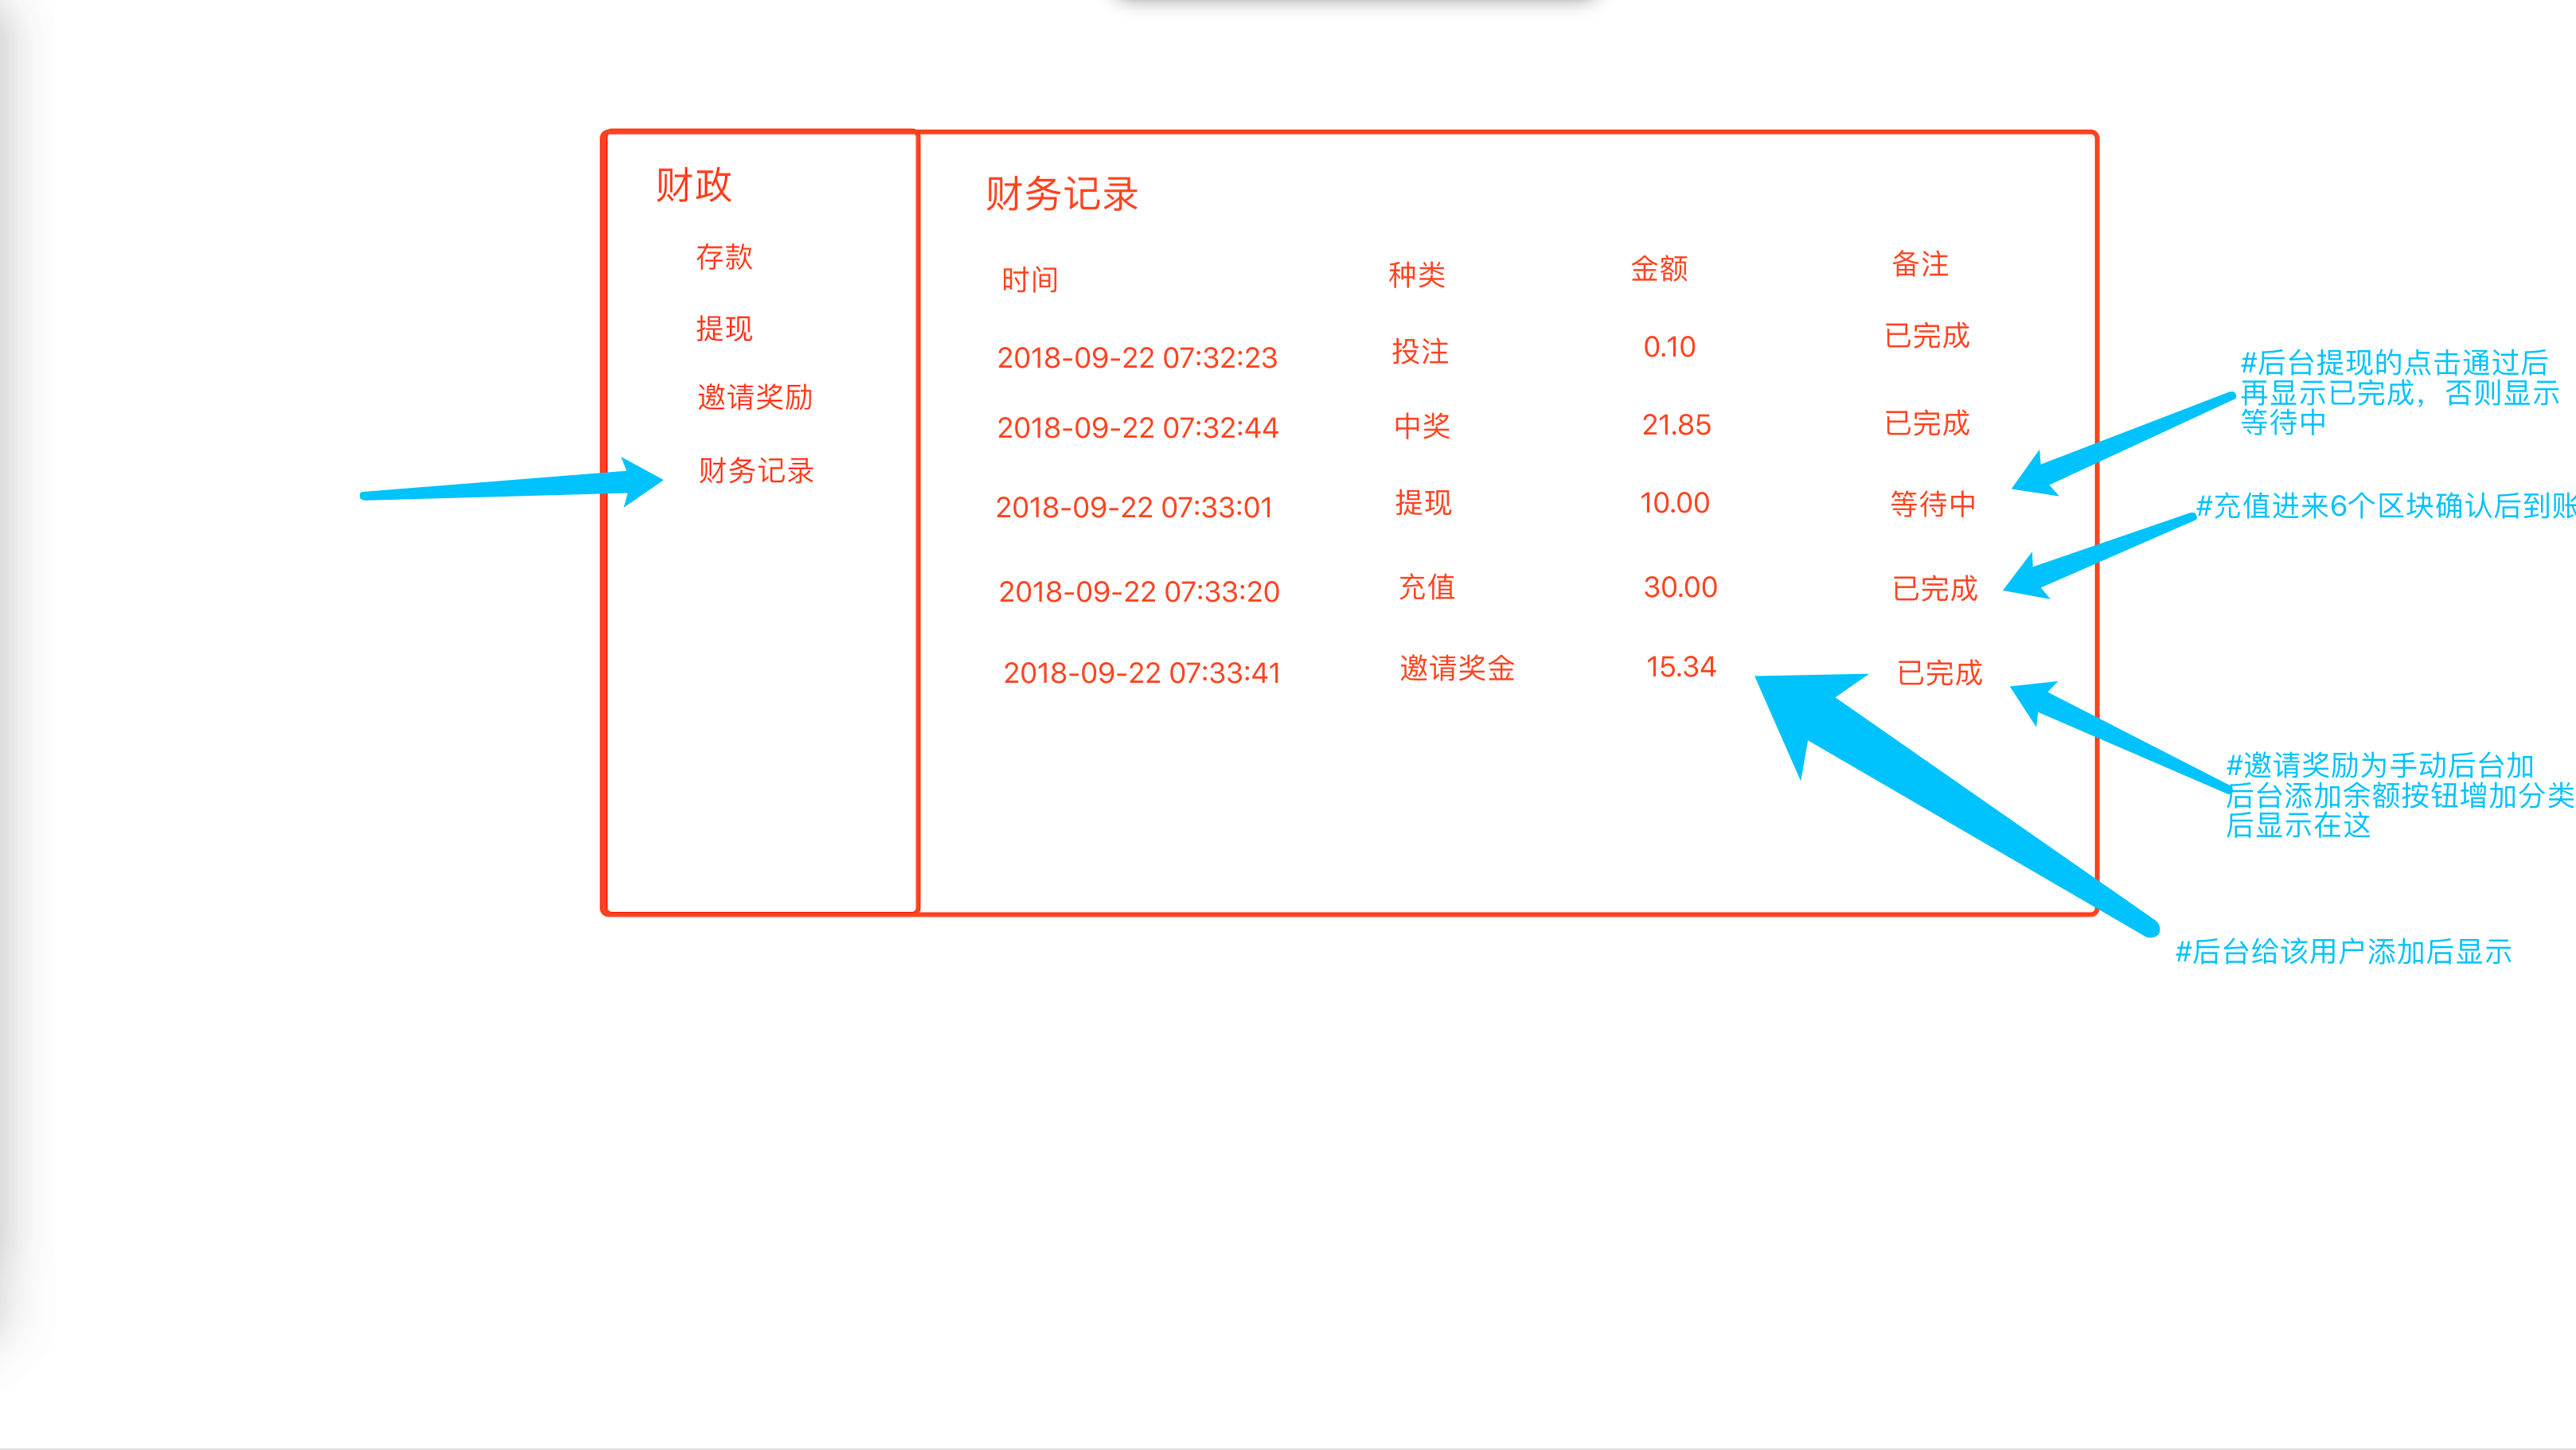 财政
存款
提现
邀请奖励
财务记录
财务记录
时间 种类 金额 备注
2018-09-22 07:32:23 投注 0.10 已完成
2018-09-22 07:32:44 中奖 21.85 已完成
2018-09-22 07:33:01 提现 10.00 等待中
2018-09-22 07:33:20 充值 30.00 已完成
2018-09-22 07:33:41 邀请奖金 15.34 已完成
#后台提现的点击通过后
再显示已完成，否则显示
等待中
#充值进来6个区块确认后到账
#邀请奖励为手动后台加
后台添加余额按钮增加分类
后显示在这
#后台给该用户添加后显示